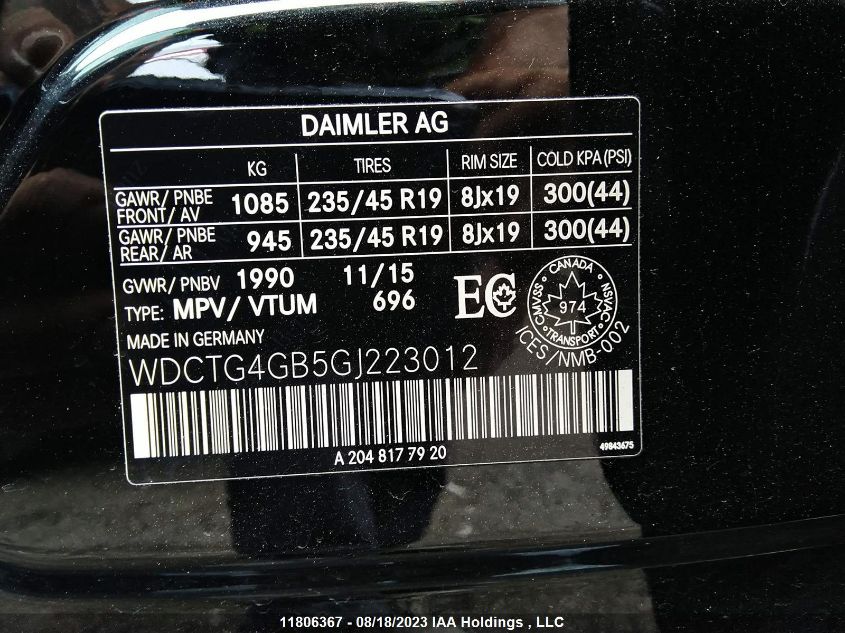 DAIMLER AG
KG TIRES RIM SIZE COLD KPA (PSI)
GAWR/ PNBE FRONT/ AV 1085 235/45 R19 8Jx19 300(44)
GAWR/ PNBE REAR/ AR 945 235/45 R19 8Jx19 300(44)
GVWR/ PNBV 1990 11/15
TYPE: MPV/ VTUM 696
EC
CANADA
CMVSS 974 NSVAC
TRANSPORT
ICES/NMB-002
MADE IN GERMANY
WDCTG4GB5GJ223012
A 204 817 79 20
49843675
11806367 - 08/18/2023 IAA Holdings , LLC